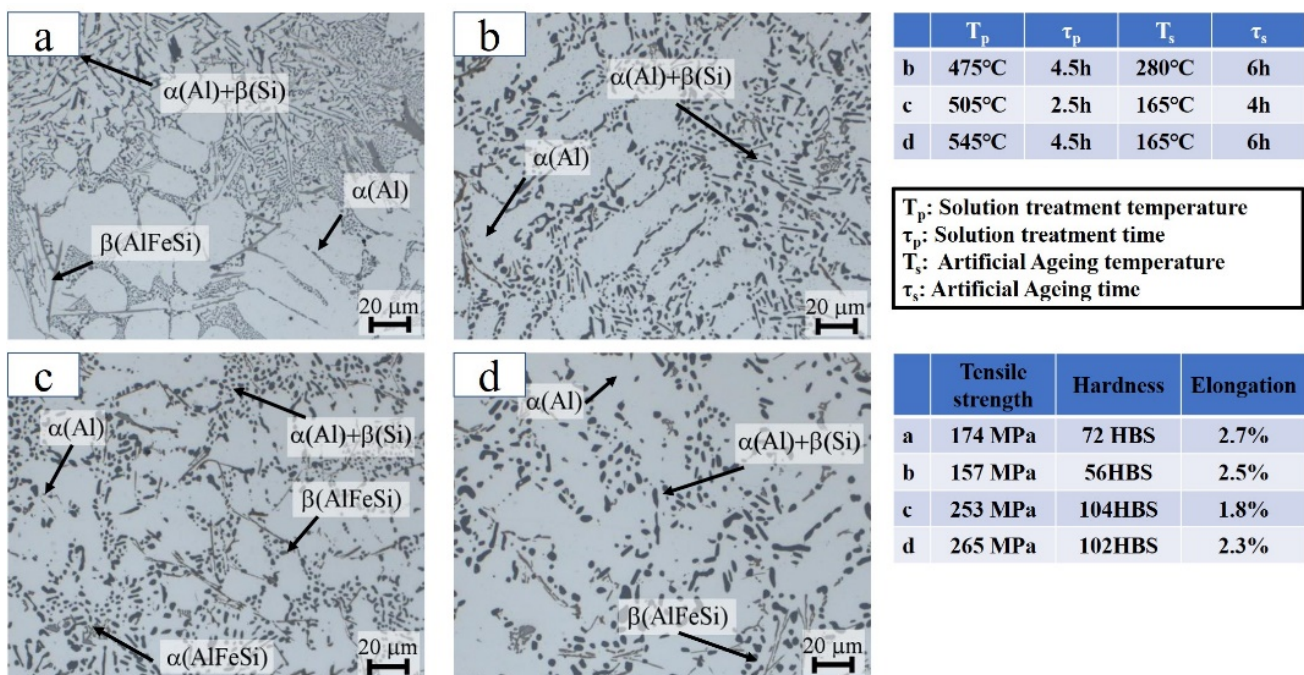 a
α(Al)+β(Si)
α(Al)
β(AlFeSi)
20 μm
b
α(Al)+β(Si)
α(Al)
20 μm
c
α(Al)
α(Al)+β(Si)
β(AlFeSi)
α(AlFeSi)
20 μm
d
α(Al)
α(Al)+β(Si)
β(AlFeSi)
20 μm
Tp τp Ts τs
b 475°C 4.5h 280°C 6h
c 505°C 2.5h 165°C 4h
d 545°C 4.5h 165°C 6h
Tp: Solution treatment temperature
τp: Solution treatment time
Ts: Artificial Ageing temperature
τs: Artificial Ageing time
Tensile strength Hardness Elongation
a 174 MPa 72 HBS 2.7%
b 157 MPa 56HBS 2.5%
c 253 MPa 104HBS 1.8%
d 265 MPa 102HBS 2.3%